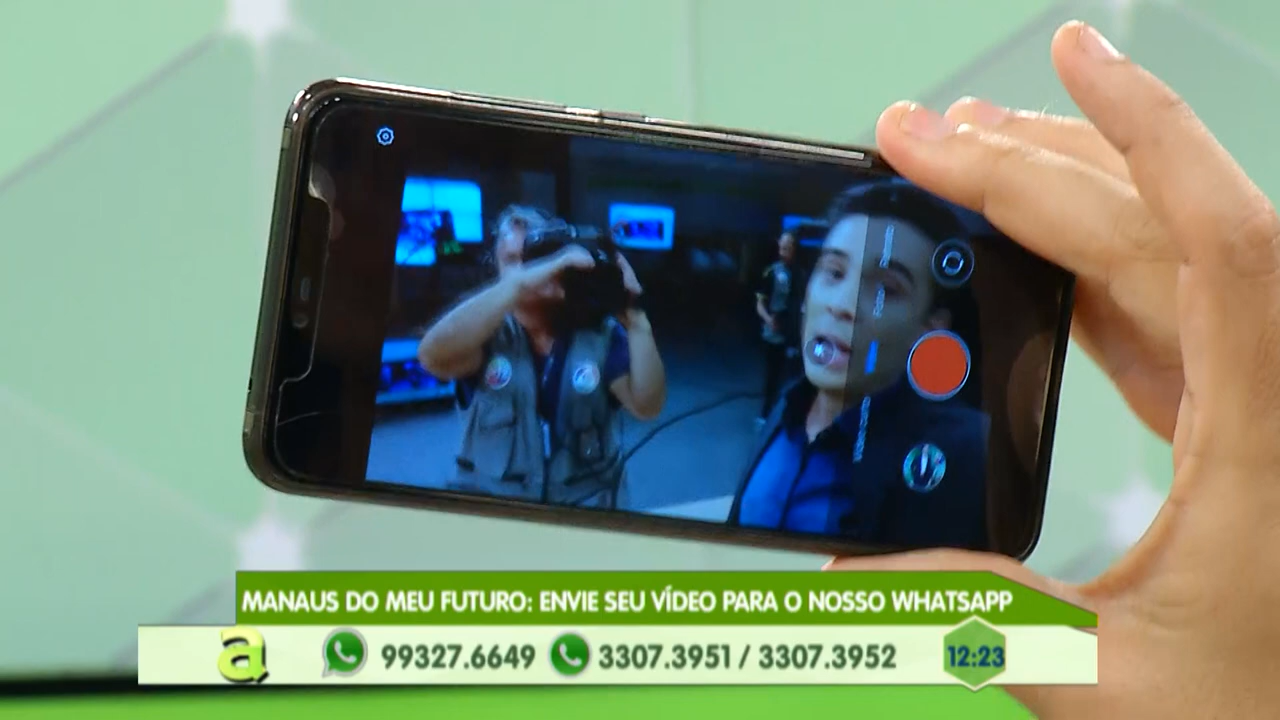 MANAUS DO MEU FUTURO: ENVIE SEU VÍDEO PARA O NOSSO WHATSAPP
a 99327.6649 3307.3951 / 3307.3952 12:23